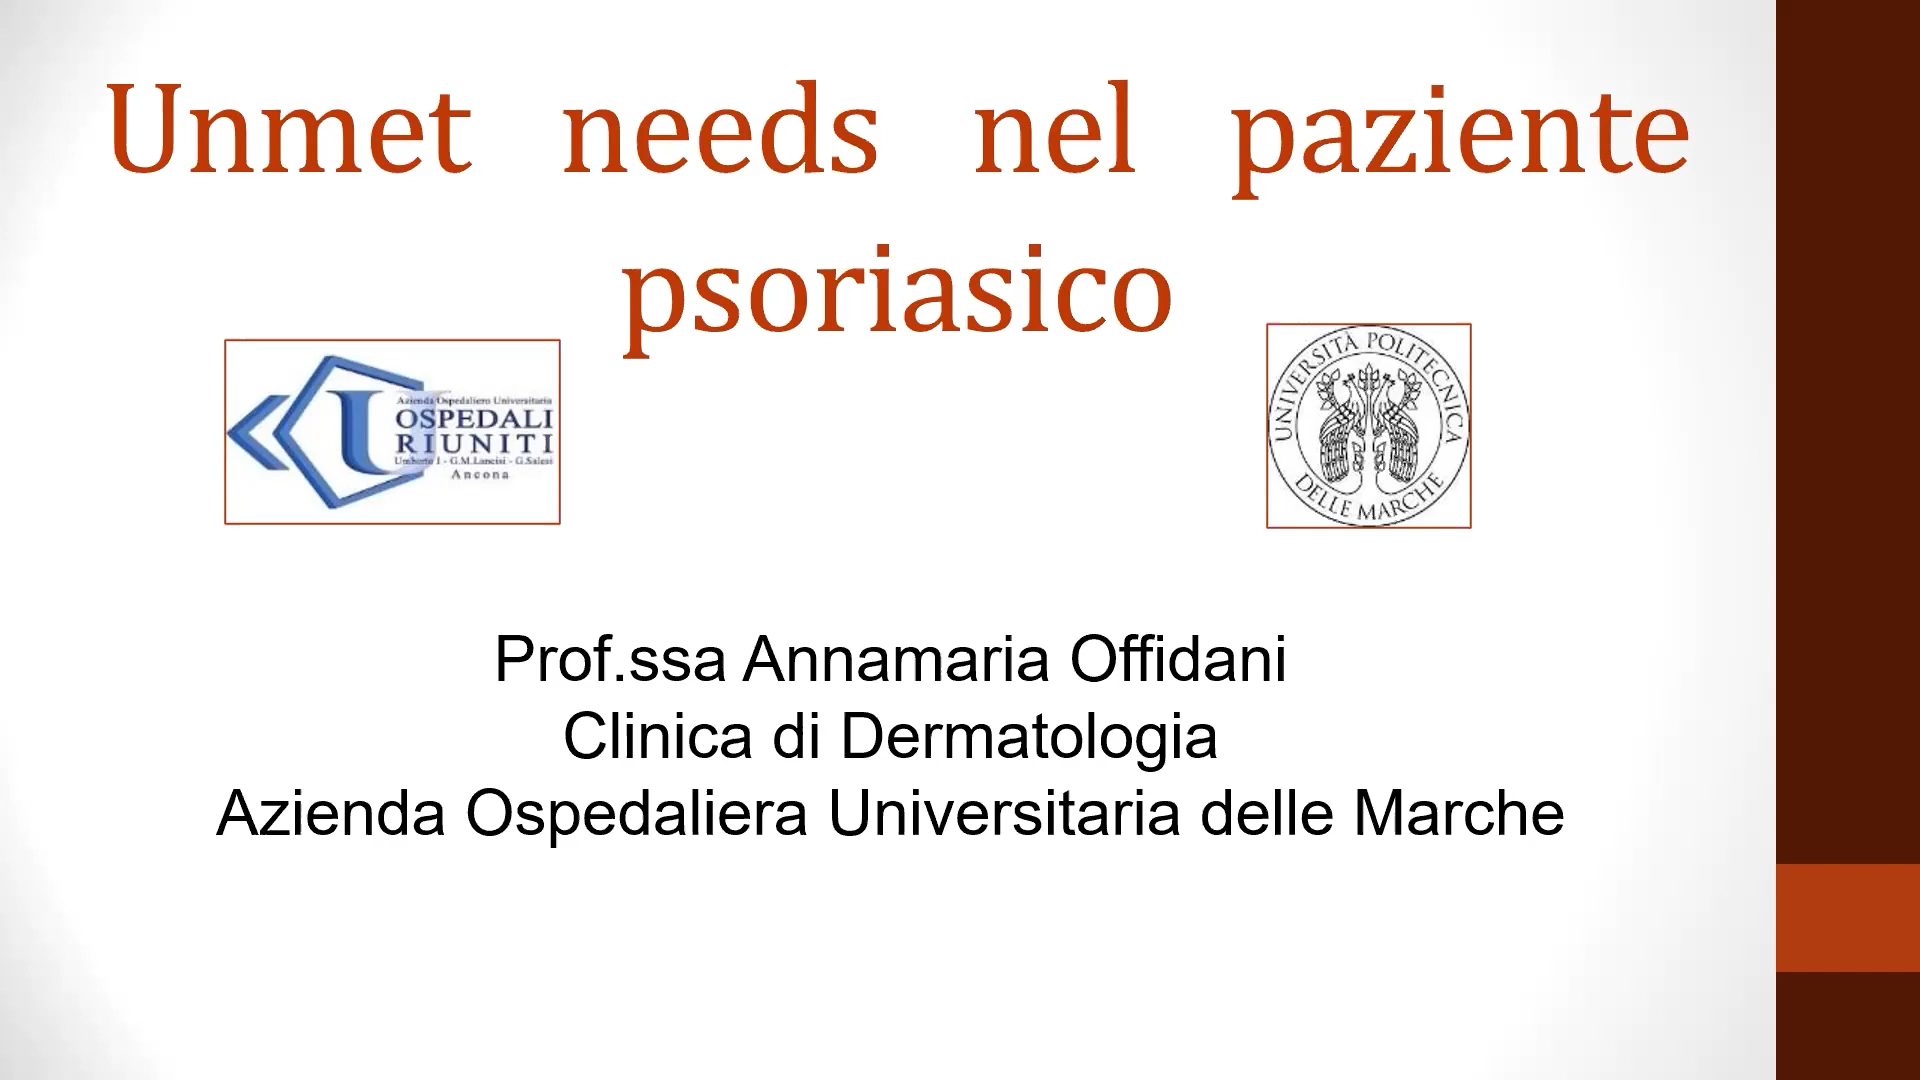 Unmet needs nel paziente
psoriasico
Azienda Ospedaliero Universitaria
OSPEDALI
RIUNITI
Umberto I - G.M.Lancisi - G.Salesi
Ancona
UNIVERSITÀ POLITECNICA
DELLE MARCHE
Prof.ssa Annamaria Offidani
Clinica di Dermatologia
Azienda Ospedaliera Universitaria delle Marche